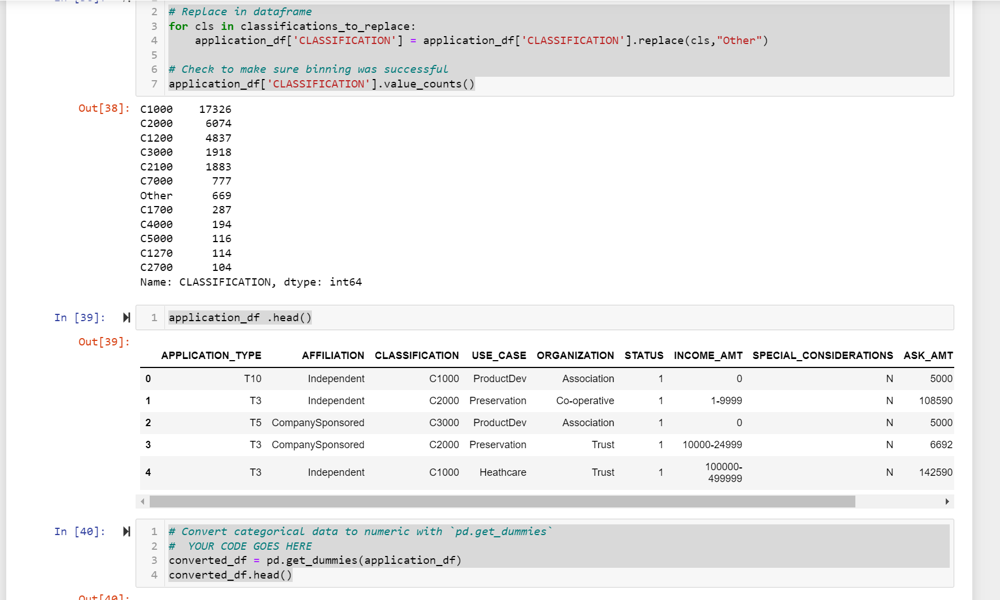 2 # Replace in dataframe
3 for cls in classifications_to_replace:
4     application_df['CLASSIFICATION'] = application_df['CLASSIFICATION'].replace(cls,"Other")
5
6 # Check to make sure binning was successful
7 application_df['CLASSIFICATION'].value_counts()
Out[38]: C1000    17326
C2000     6074
C1200     4837
C3000     1918
C2100     1883
C7000      777
Other      669
C1700      287
C4000      194
C5000      116
C1270      114
C2700      104
Name: CLASSIFICATION, dtype: int64
In [39]: 1 application_df .head()
Out[39]:
APPLICATION_TYPE AFFILIATION CLASSIFICATION USE_CASE ORGANIZATION STATUS INCOME_AMT SPECIAL_CONSIDERATIONS ASK_AMT
0 T10 Independent C1000 ProductDev Association 1 0 N 5000
1 T3 Independent C2000 Preservation Co-operative 1 1-9999 N 108590
2 T5 CompanySponsored C3000 ProductDev Association 1 0 N 5000
3 T3 CompanySponsored C2000 Preservation Trust 1 10000-24999 N 6692
4 T3 Independent C1000 Heathcare Trust 1 100000-499999 N 142590
In [40]: 1 # Convert categorical data to numeric with `pd.get_dummies`
2 #  YOUR CODE GOES HERE
3 converted_df = pd.get_dummies(application_df)
4 converted_df.head()
Out[40]: